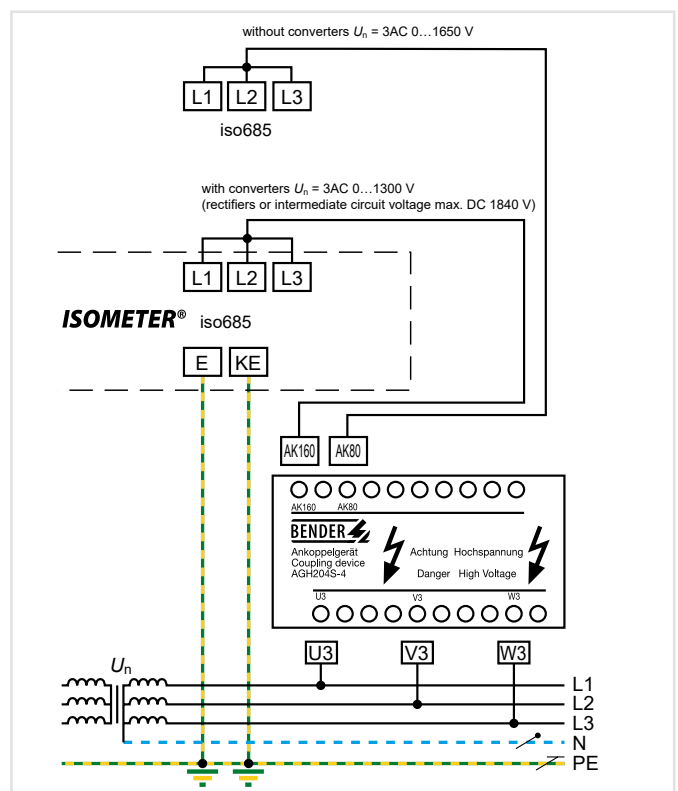 without converters Un = 3AC 0…1650 V
L1 L2 L3
iso685
with converters Un = 3AC 0…1300 V
(rectifiers or intermediate circuit voltage max. DC 1840 V)
L1 L2 L3
ISOMETER® iso685
E KE
AK160 AK80
AK160 AK80
BENDER
Ankoppelgerät
Coupling device
AGH204S-4
Achtung Hochspannung
Danger High Voltage
U3 V3 W3
U3 V3 W3
Un
L1
L2
L3
N
PE